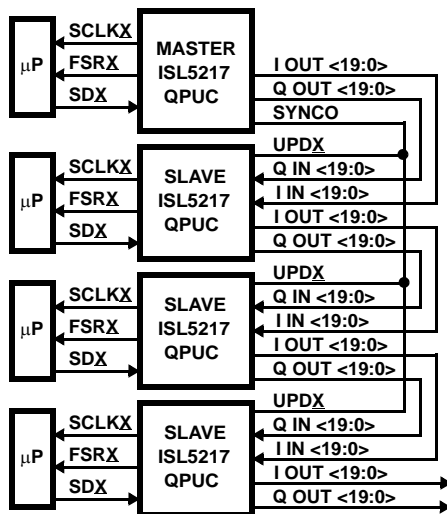 SCLKX
FSRX
SDX
µP
MASTER
ISL5217
QPUC
I OUT <19:0>
Q OUT <19:0>
SYNCO
UPDX
Q IN <19:0>
I IN <19:0>
I OUT <19:0>
Q OUT <19:0>
SCLKX
FSRX
SDX
µP
SLAVE
ISL5217
QPUC
UPDX
Q IN <19:0>
I IN <19:0>
I OUT <19:0>
Q OUT <19:0>
SCLKX
FSRX
SDX
µP
SLAVE
ISL5217
QPUC
UPDX
Q IN <19:0>
I IN <19:0>
I OUT <19:0>
Q OUT <19:0>
SCLKX
FSRX
SDX
µP
SLAVE
ISL5217
QPUC